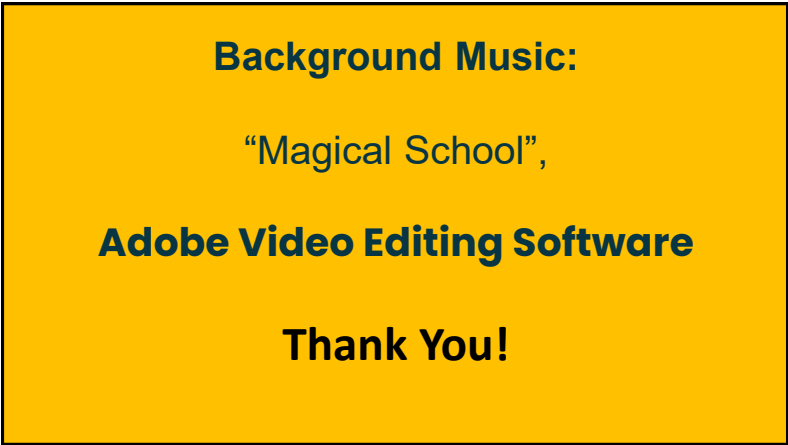 Background Music:
“Magical School”,
Adobe Video Editing Software
Thank You!